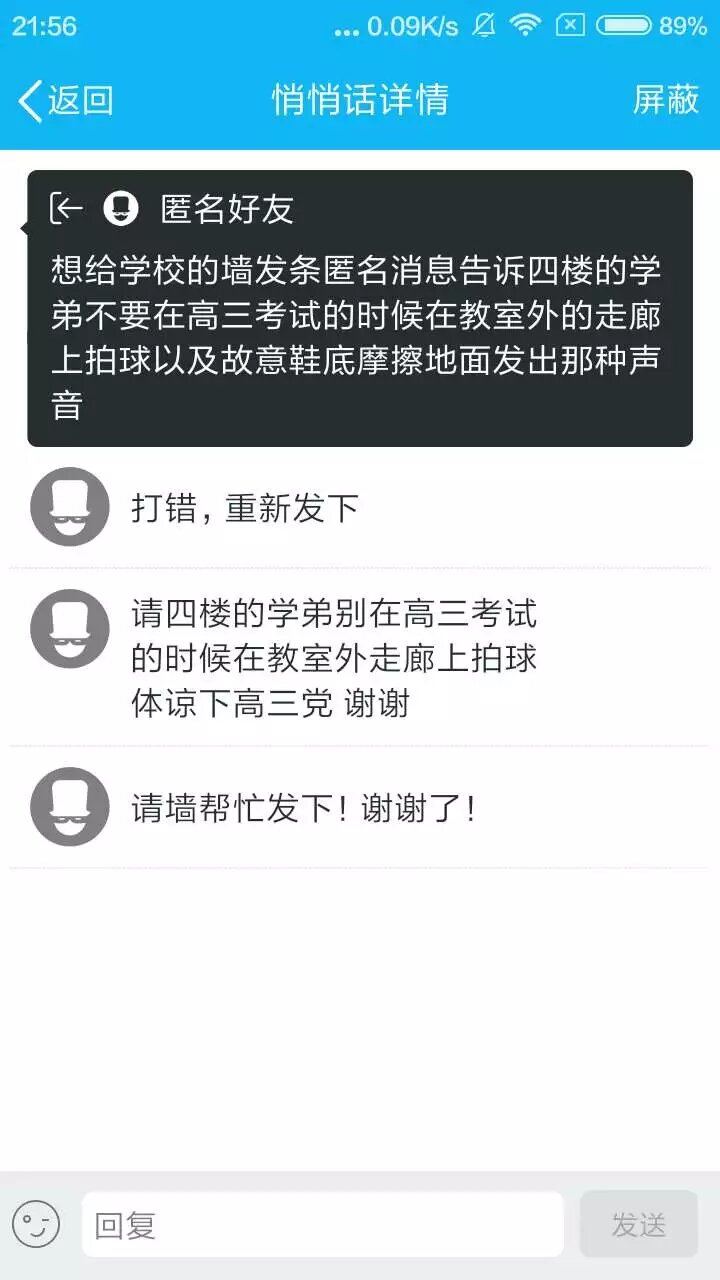 21:56
... 0.09K/s
89%
返回
悄悄话详情
屏蔽
匿名好友
想给学校的墙发条匿名消息告诉四楼的学
弟不要在高三考试的时候在教室外的走廊
上拍球以及故意鞋底摩擦地面发出那种声
音
打错，重新发下
请四楼的学弟别在高三考试
的时候在教室外走廊上拍球
体谅下高三党 谢谢
请墙帮忙发下！谢谢了！
回复
发送